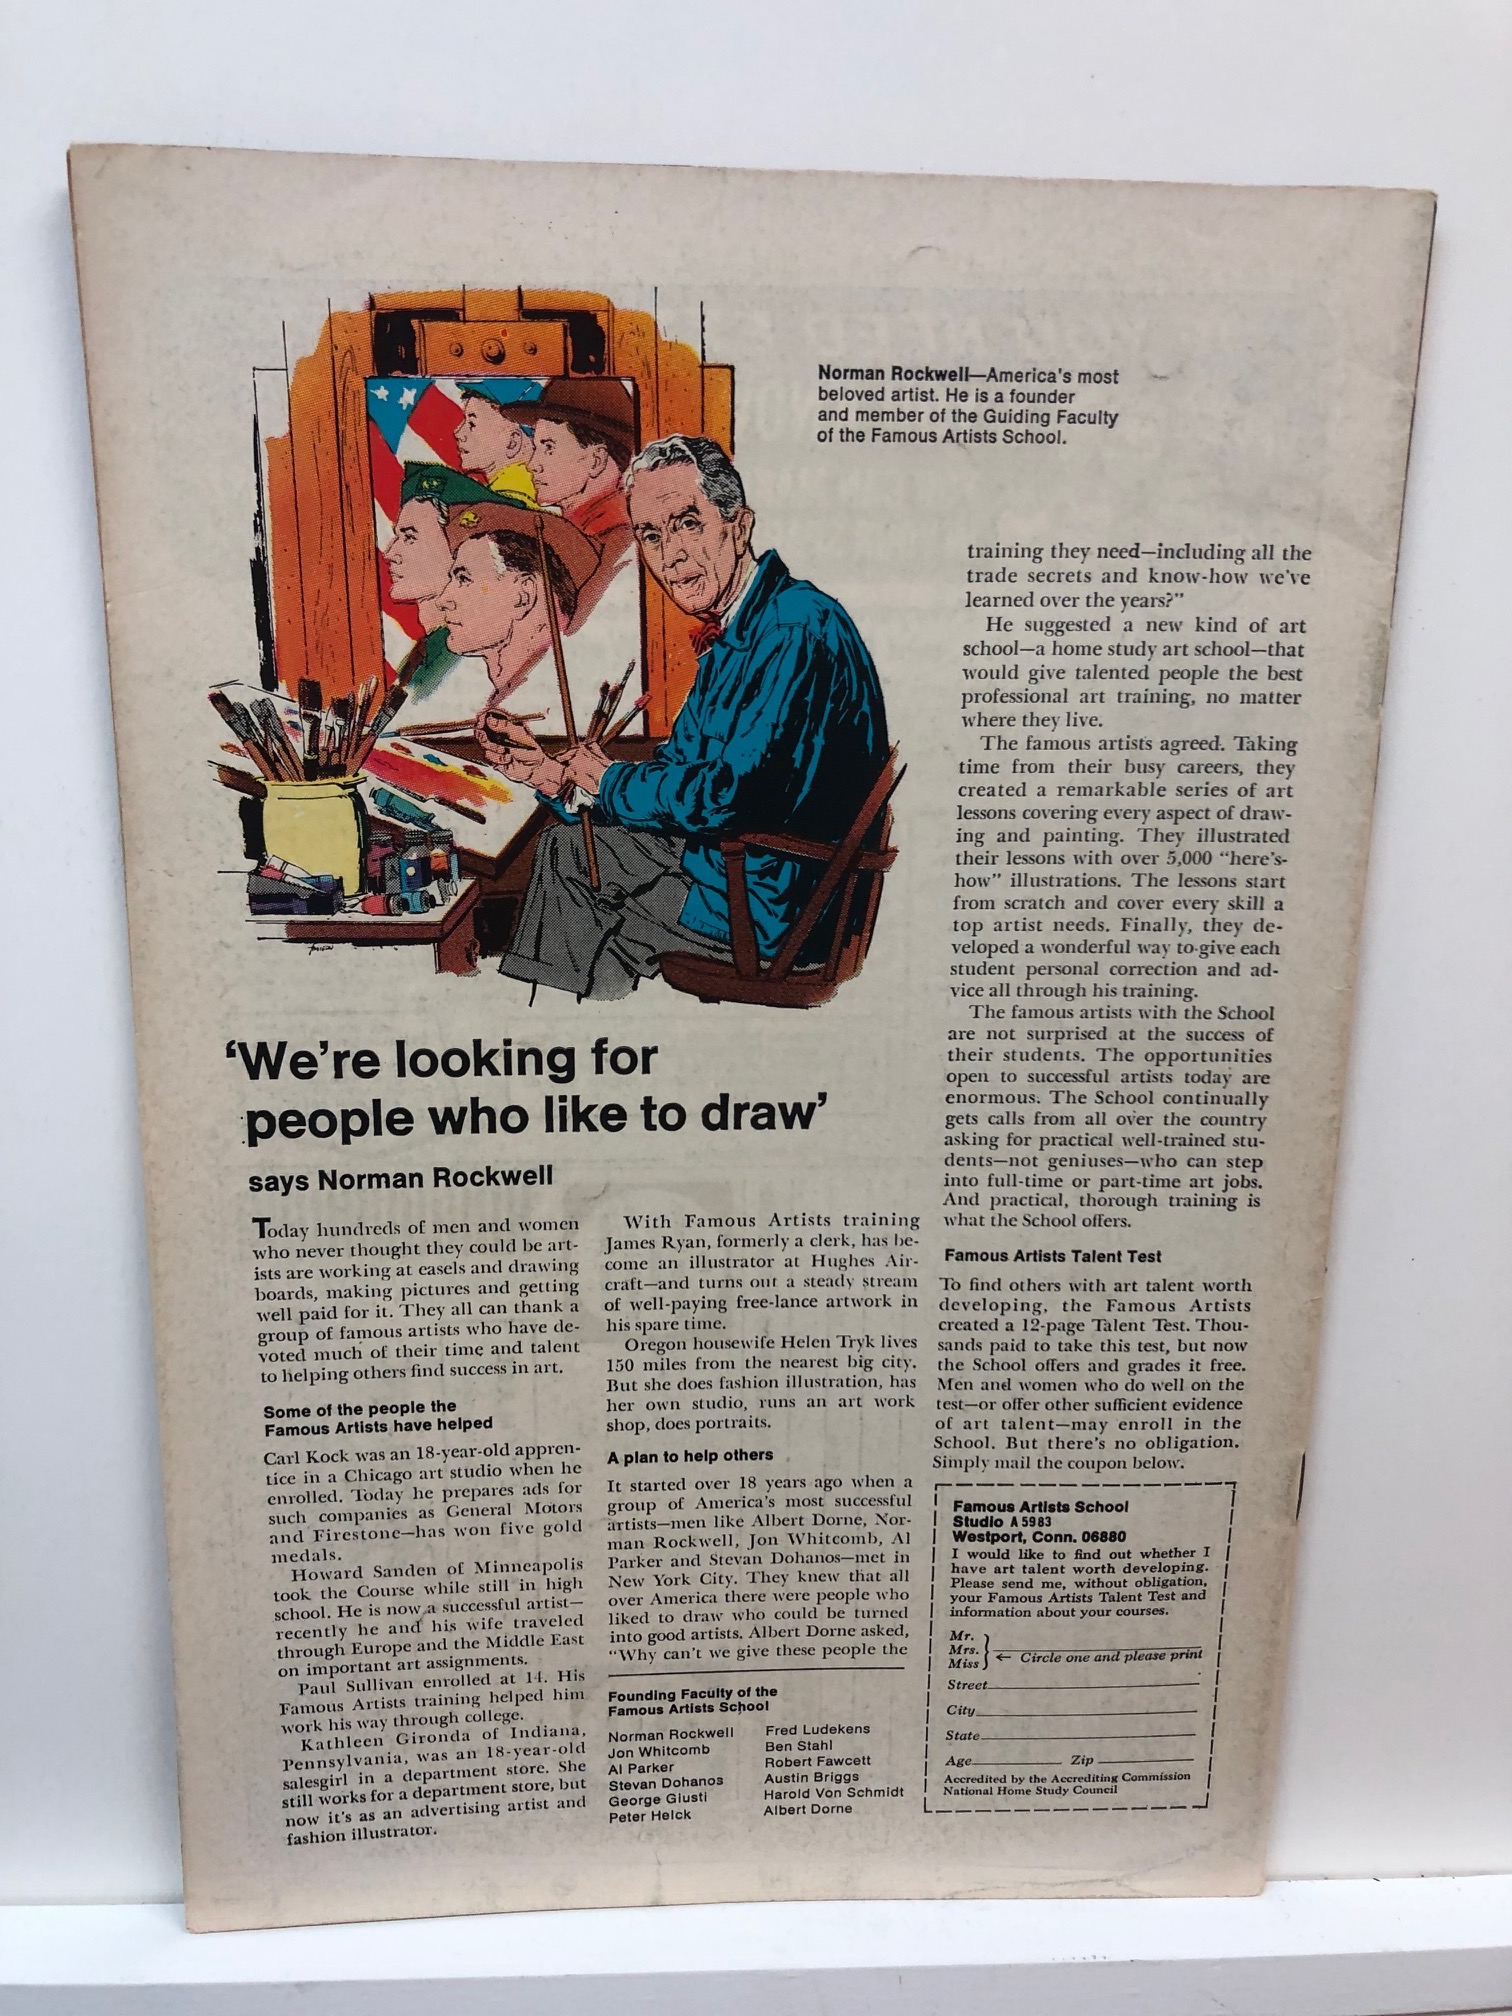 Norman Rockwell—America's most
beloved artist. He is a founder
and member of the Guiding Faculty
of the Famous Artists School.
'We're looking for
people who like to draw'
says Norman Rockwell
Today hundreds of men and women
who never thought they could be art-
ists are working at easels and drawing
boards, making pictures and getting
well paid for it. They all can thank a
group of famous artists who have de-
voted much of their time and talent
to helping others find success in art.
Some of the people the
Famous Artists have helped
Carl Kock was an 18-year-old appren-
tice in a Chicago art studio when he
enrolled. Today he prepares ads for
such companies as General Motors
and Firestone—has won five gold
medals.
Howard Sanden of Minneapolis
took the Course while still in high
school. He is now a successful artist—
recently he and his wife traveled
through Europe and the Middle East
on important art assignments.
Paul Sullivan enrolled at 14. His
Famous Artists training helped him
work his way through college.
Kathleen Gironda of Indiana,
Pennsylvania, was an 18-year-old
salesgirl in a department store. She
still works for a department store, but
now it's as an advertising artist and
fashion illustrator.
With Famous Artists training
James Ryan, formerly a clerk, has be-
come an illustrator at Hughes Air-
craft—and turns out a steady stream
of well-paying free-lance artwork in
his spare time.
Oregon housewife Helen Tryk lives
150 miles from the nearest big city.
But she does fashion illustration, has
her own studio, runs an art work
shop, does portraits.
A plan to help others
It started over 18 years ago when a
group of America's most successful
artists—men like Albert Dorne, Nor-
man Rockwell, Jon Whitcomb, Al
Parker and Stevan Dohanos—met in
New York City. They knew that all
over America there were people who
liked to draw who could be turned
into good artists. Albert Dorne asked,
"Why can't we give these people the
Founding Faculty of the
Famous Artists School
Norman Rockwell
Jon Whitcomb
Al Parker
Stevan Dohanos
George Giusti
Peter Helck
Fred Ludekens
Ben Stahl
Robert Fawcett
Austin Briggs
Harold Von Schmidt
Albert Dorne
training they need—including all the
trade secrets and know-how we've
learned over the years?"
He suggested a new kind of art
school—a home study art school—that
would give talented people the best
professional art training, no matter
where they live.
The famous artists agreed. Taking
time from their busy careers, they
created a remarkable series of art
lessons covering every aspect of draw-
ing and painting. They illustrated
their lessons with over 5,000 "here's-
how" illustrations. The lessons start
from scratch and cover every skill a
top artist needs. Finally, they de-
veloped a wonderful way to give each
student personal correction and ad-
vice all through his training.
The famous artists with the School
are not surprised at the success of
their students. The opportunities
open to successful artists today are
enormous. The School continually
gets calls from all over the country
asking for practical well-trained stu-
dents—not geniuses—who can step
into full-time or part-time art jobs.
And practical, thorough training is
what the School offers.
Famous Artists Talent Test
To find others with art talent worth
developing, the Famous Artists
created a 12-page Talent Test. Thou-
sands paid to take this test, but now
the School offers and grades it free.
Men and women who do well on the
test—or offer other sufficient evidence
of art talent—may enroll in the
School. But there's no obligation.
Simply mail the coupon below.
Famous Artists School
Studio A5983
Westport, Conn. 06880
I would like to find out whether I
have art talent worth developing.
Please send me, without obligation,
your Famous Artists Talent Test and
information about your courses.
Mr.
Mrs.
Miss
← Circle one and please print
Street
City
State
Age Zip
Accredited by the Accrediting Commission
National Home Study Council